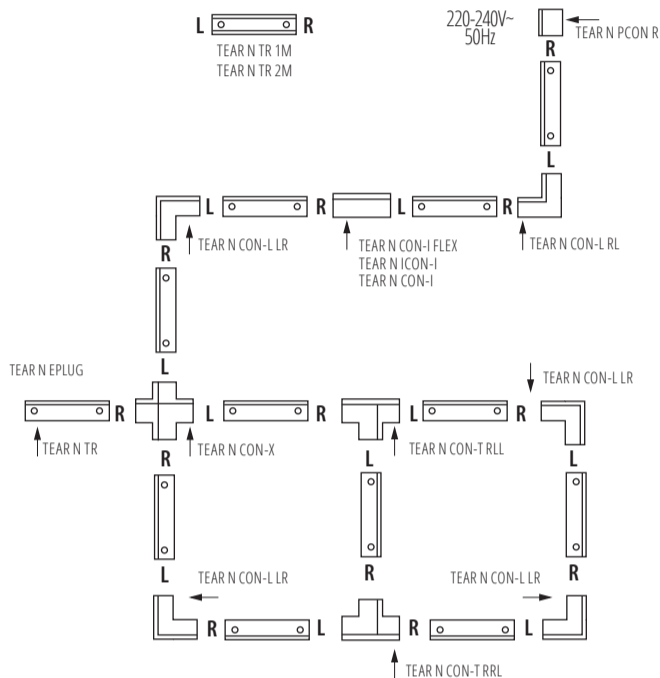 L R
TEAR N TR 1M
TEAR N TR 2M
220-240V~
50Hz
TEAR N PCON R
R
L
L R L R
TEAR N CON-L LR
TEAR N CON-I FLEX
TEAR N ICON-I
TEAR N CON-I
TEAR N CON-L RL
R
L
TEAR N EPLUG
TEAR N CON-L LR
R L R L R
TEAR N TR
TEAR N CON-X
TEAR N CON-T RLL
R L L
L R R
TEAR N CON-L LR
TEAR N CON-L LR
R L R L
TEAR N CON-T RRL